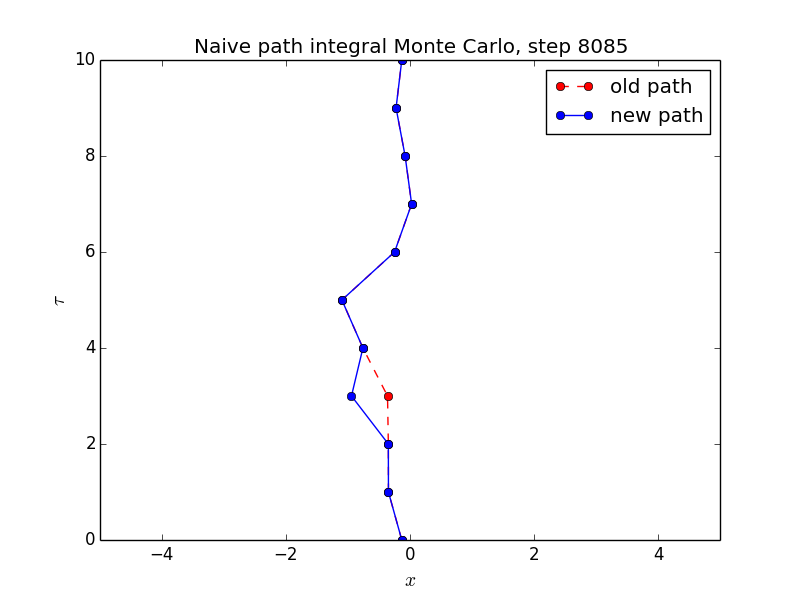 Naive path integral Monte Carlo, step 8085
old path
new path
10
8
6
4
2
0
τ
−4 −2 0 2 4
x